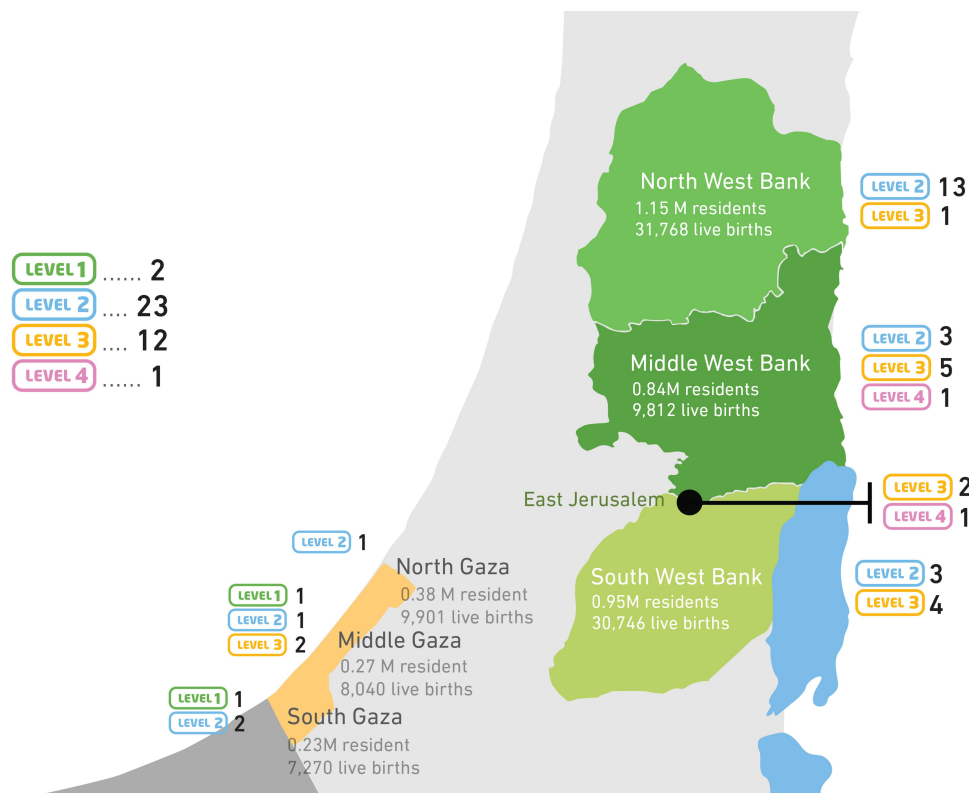 LEVEL 1 ...... 2
LEVEL 2 .... 23
LEVEL 3 .... 12
LEVEL 4 ...... 1
North West Bank
1.15 M residents
31,768 live births
LEVEL 2 13
LEVEL 3 1
Middle West Bank
0.84M residents
9,812 live births
LEVEL 2 3
LEVEL 3 5
LEVEL 4 1
East Jerusalem
LEVEL 3 2
LEVEL 4 1
South West Bank
0.95M residents
30,746 live births
LEVEL 2 3
LEVEL 3 4
LEVEL 2 1
North Gaza
0.38 M resident
9,901 live births
LEVEL 1 1
LEVEL 2 1
LEVEL 3 2
Middle Gaza
0.27 M resident
8,040 live births
LEVEL 1 1
LEVEL 2 2
South Gaza
0.23M resident
7,270 live births